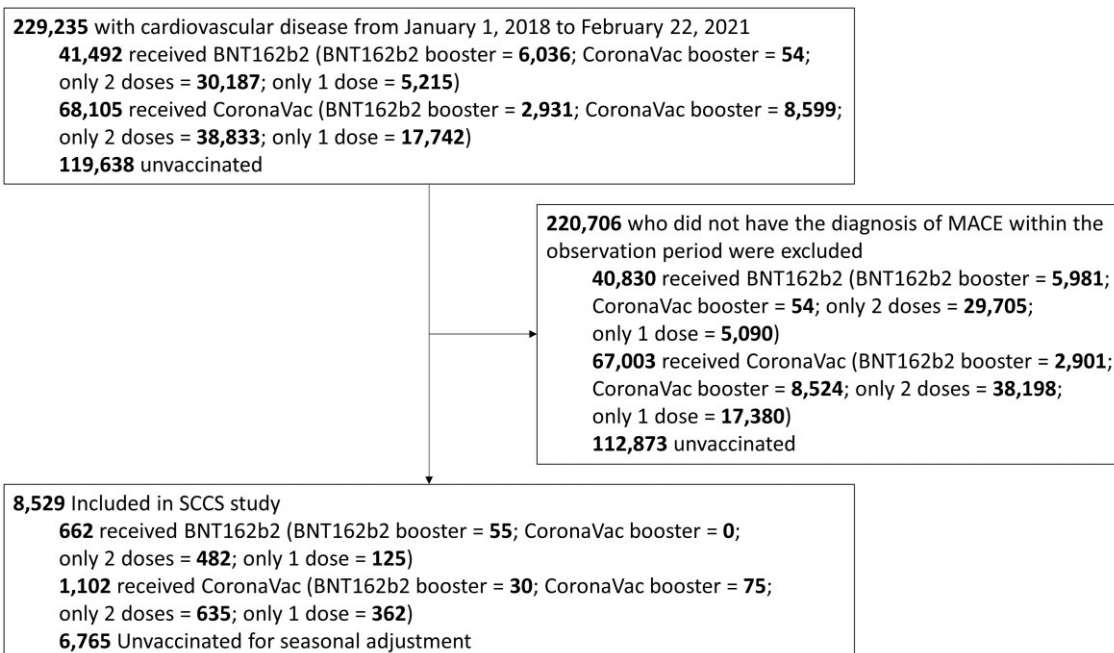 229,235 with cardiovascular disease from January 1, 2018 to February 22, 2021
41,492 received BNT162b2 (BNT162b2 booster = 6,036; CoronaVac booster = 54;
only 2 doses = 30,187; only 1 dose = 5,215)
68,105 received CoronaVac (BNT162b2 booster = 2,931; CoronaVac booster = 8,599;
only 2 doses = 38,833; only 1 dose = 17,742)
119,638 unvaccinated
220,706 who did not have the diagnosis of MACE within the
observation period were excluded
40,830 received BNT162b2 (BNT162b2 booster = 5,981;
CoronaVac booster = 54; only 2 doses = 29,705;
only 1 dose = 5,090)
67,003 received CoronaVac (BNT162b2 booster = 2,901;
CoronaVac booster = 8,524; only 2 doses = 38,198;
only 1 dose = 17,380)
112,873 unvaccinated
8,529 Included in SCCS study
662 received BNT162b2 (BNT162b2 booster = 55; CoronaVac booster = 0;
only 2 doses = 482; only 1 dose = 125)
1,102 received CoronaVac (BNT162b2 booster = 30; CoronaVac booster = 75;
only 2 doses = 635; only 1 dose = 362)
6,765 Unvaccinated for seasonal adjustment